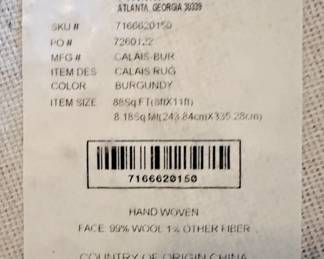 ATLANTA, GEORGIA 30339
SKU # 7166620150
PO # 7260122
MFG # CALAIS-BUR
ITEM DES CALAIS RUG
COLOR BURGUNDY
ITEM SIZE 88Sq.FT(8ftX11ft)
8.18Sq.Mt(243.84cmX335.28cm)
7166620150
HAND WOVEN
FACE: 99% WOOL 1% OTHER FIBER
COUNTRY OF ORIGIN CHINA